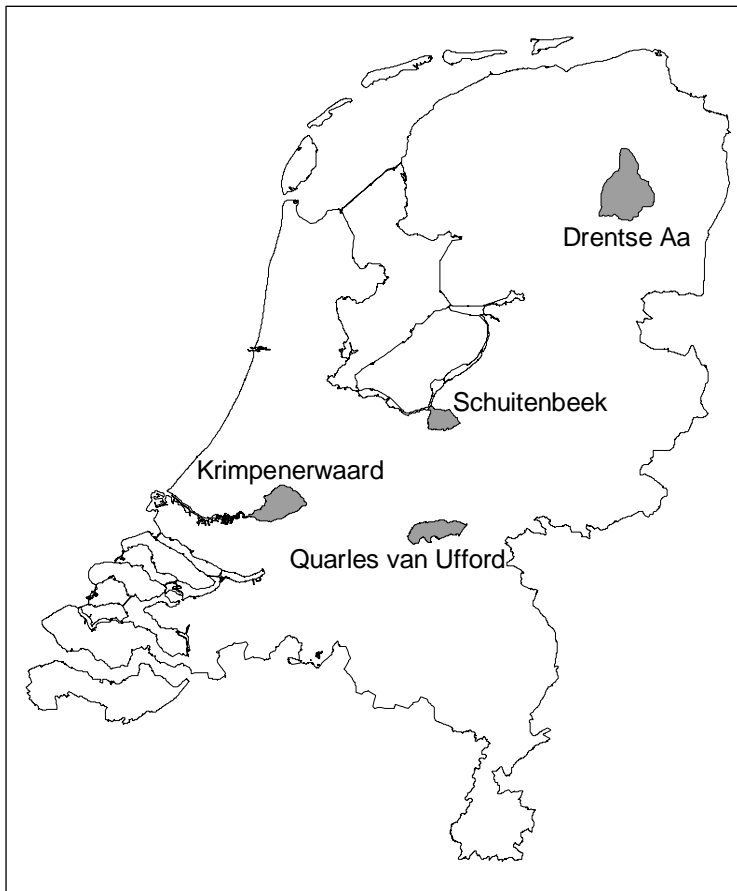 Drentse Aa
Schuitenbeek
Krimpenerwaard
Quarles van Ufford